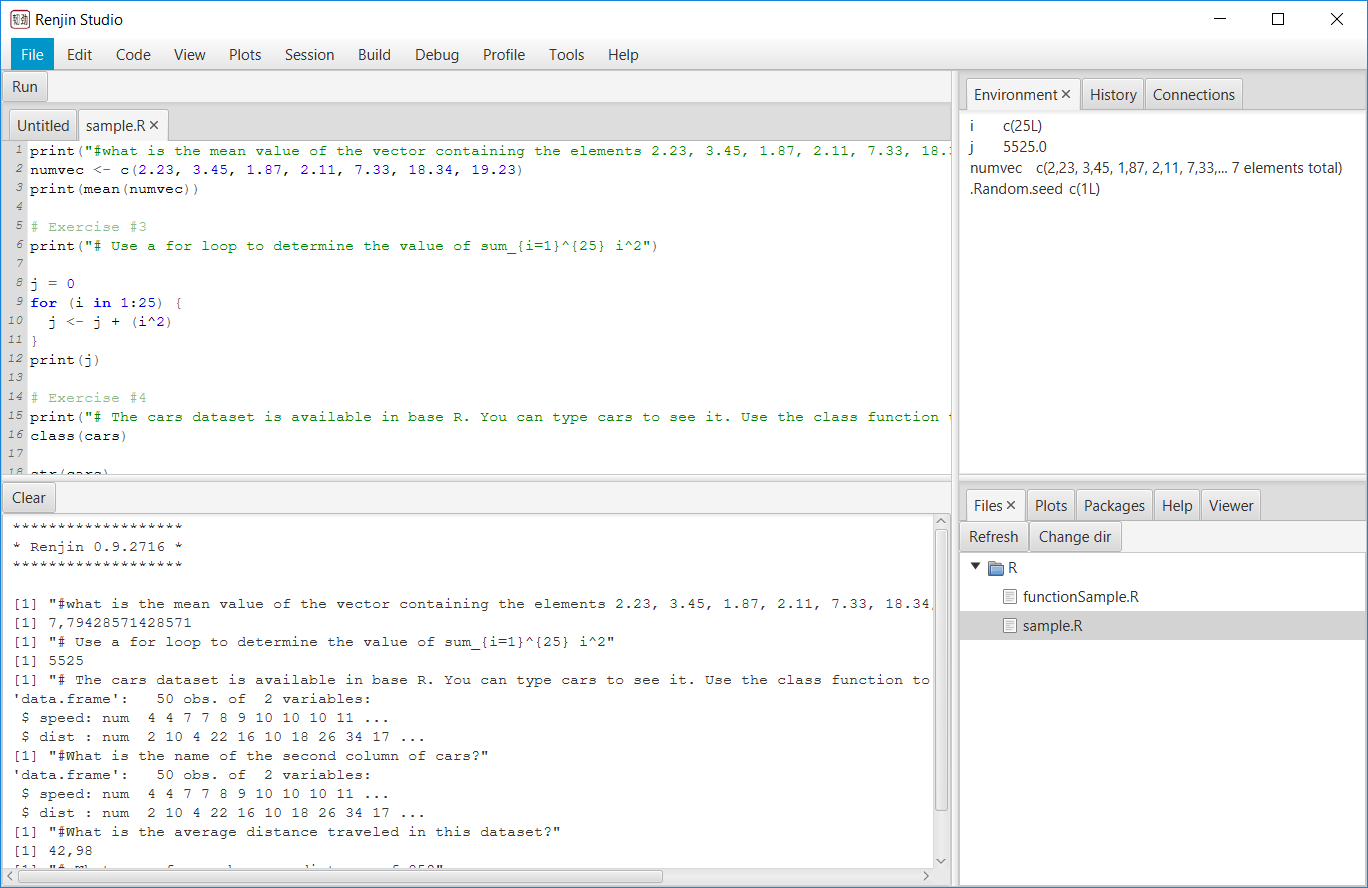 Renjin Studio
File Edit Code View Plots Session Build Debug Profile Tools Help
Run
Untitled sample.R
1 print("#what is the mean value of the vector containing the elements 2.23, 3.45, 1.87, 2.11, 7.33, 18.
2 numvec <- c(2.23, 3.45, 1.87, 2.11, 7.33, 18.34, 19.23)
3 print(mean(numvec))
4
5 # Exercise #3
6 print("# Use a for loop to determine the value of sum_{i=1}^{25} i^2")
7
8 j = 0
9 for (i in 1:25) {
10 j <- j + (i^2)
11 }
12 print(j)
13
14 # Exercise #4
15 print("# The cars dataset is available in base R. You can type cars to see it. Use the class function
16 class(cars)
17
18 str(cars)
Clear
*******************
* Renjin 0.9.2716 *
*******************
[1] "#what is the mean value of the vector containing the elements 2.23, 3.45, 1.87, 2.11, 7.33, 18.34,
[1] 7,79428571428571
[1] "# Use a for loop to determine the value of sum_{i=1}^{25} i^2"
[1] 5525
[1] "# The cars dataset is available in base R. You can type cars to see it. Use the class function to
'data.frame': 50 obs. of 2 variables:
$ speed: num 4 4 7 7 8 9 10 10 10 11 ...
$ dist : num 2 10 4 22 16 10 18 26 34 17 ...
[1] "#What is the name of the second column of cars?"
'data.frame': 50 obs. of 2 variables:
$ speed: num 4 4 7 7 8 9 10 10 10 11 ...
$ dist : num 2 10 4 22 16 10 18 26 34 17 ...
[1] "#What is the average distance traveled in this dataset?"
[1] 42,98
Environment History Connections
i c(25L)
j 5525.0
numvec c(2,23, 3,45, 1,87, 2,11, 7,33,... 7 elements total)
.Random.seed c(1L)
Files Plots Packages Help Viewer
Refresh Change dir
R
functionSample.R
sample.R